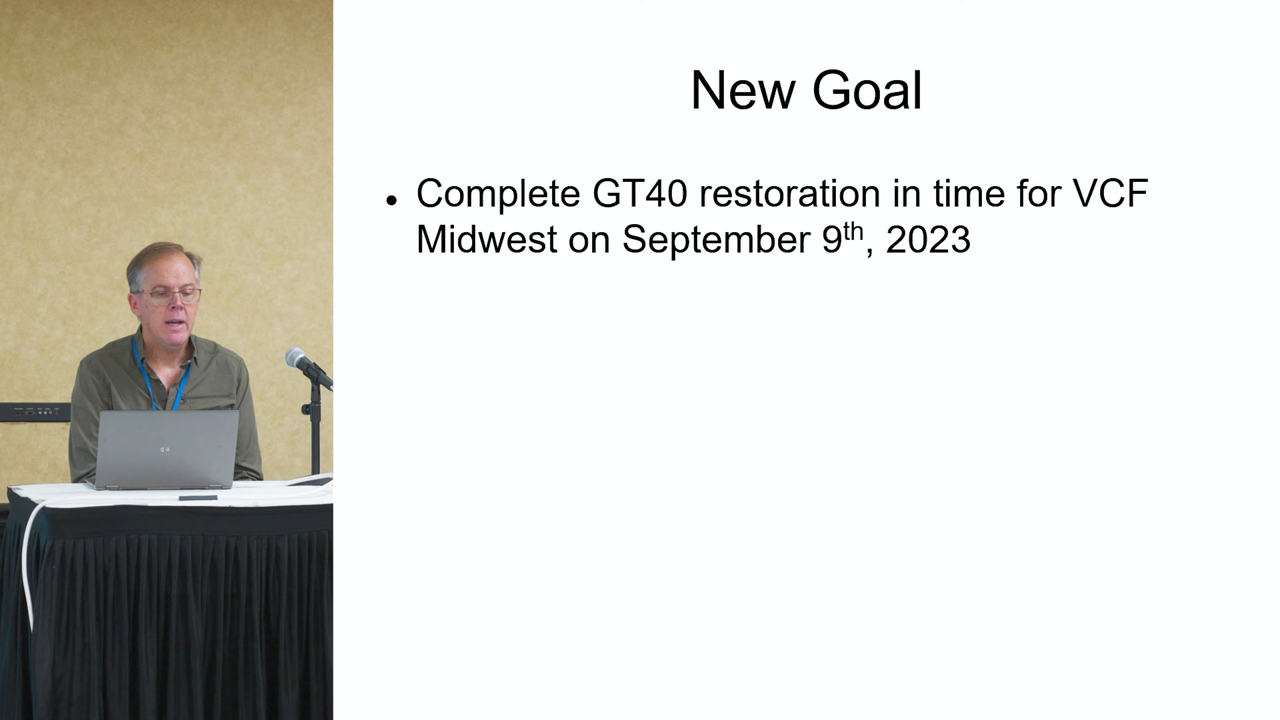 New Goal
• Complete GT40 restoration in time for VCF
Midwest on September 9th, 2023